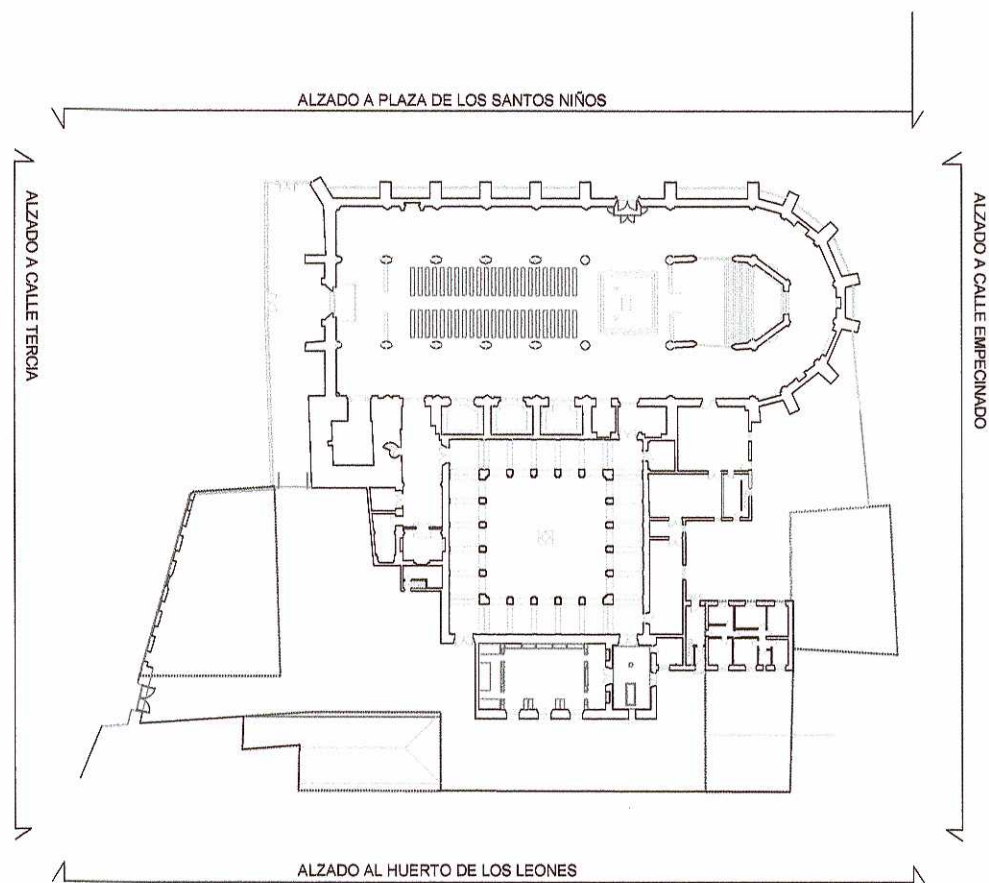 ALZADO A PLAZA DE LOS SANTOS NIÑOS
ALZADO A CALLE TERCIA
ALZADO A CALLE EMPECINADO
ALZADO AL HUERTO DE LOS LEONES